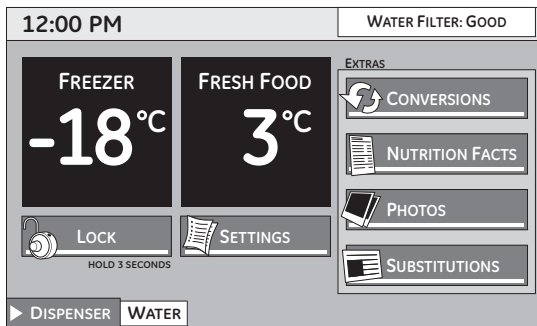 12:00 PM
WATER FILTER: GOOD
EXTRAS
FREEZER
-18°C
FRESH FOOD
3°C
CONVERSIONS
NUTRITION FACTS
PHOTOS
SUBSTITUTIONS
LOCK
HOLD 3 SECONDS
SETTINGS
DISPENSER
WATER